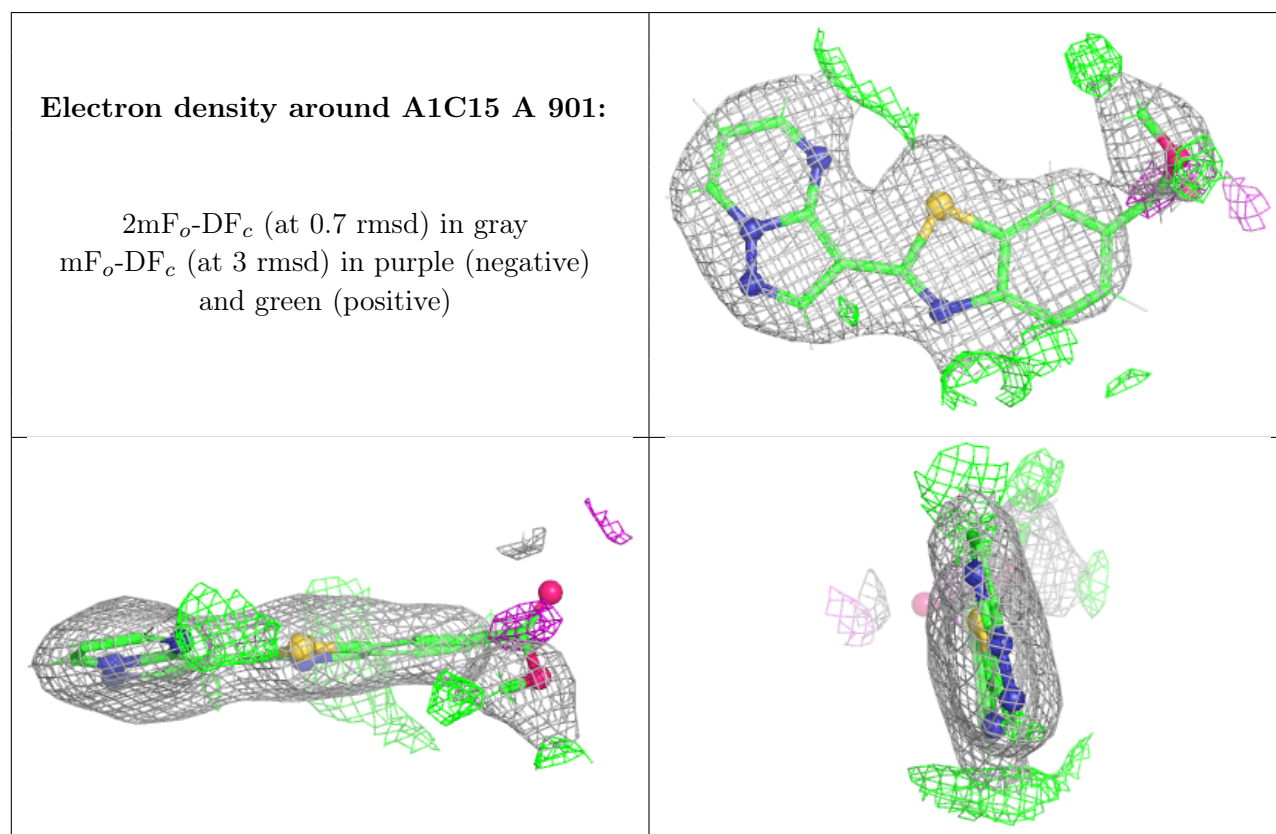 Electron density around A1C15 A 901:
2mFₒ-DF𝒸 (at 0.7 rmsd) in gray
mFₒ-DF𝒸 (at 3 rmsd) in purple (negative)
and green (positive)